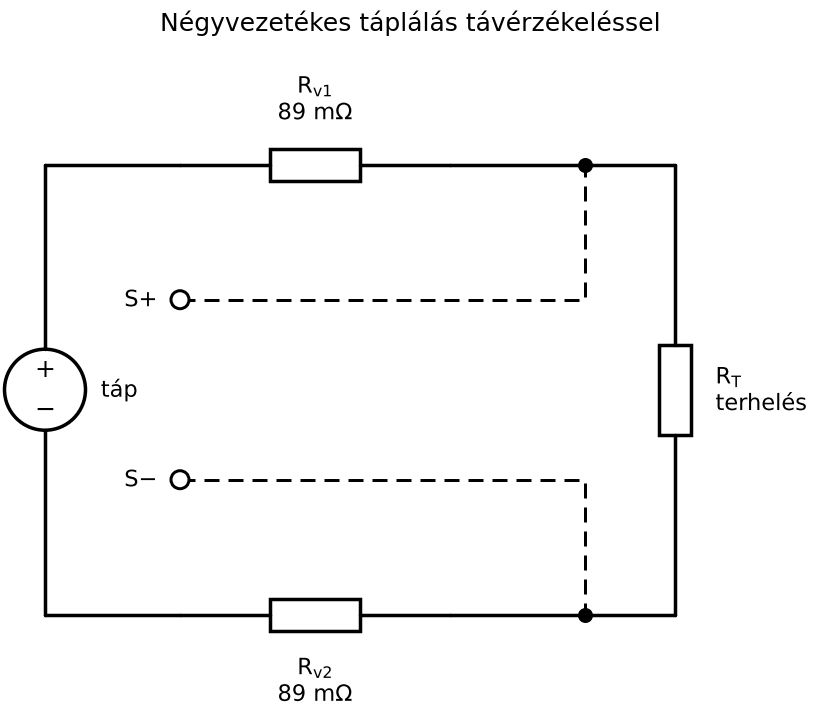 Négyvezetékes táplálás távérzékeléssel
Rv1
89 mΩ
S+
+
−
táp
RT
terhelés
S−
Rv2
89 mΩ